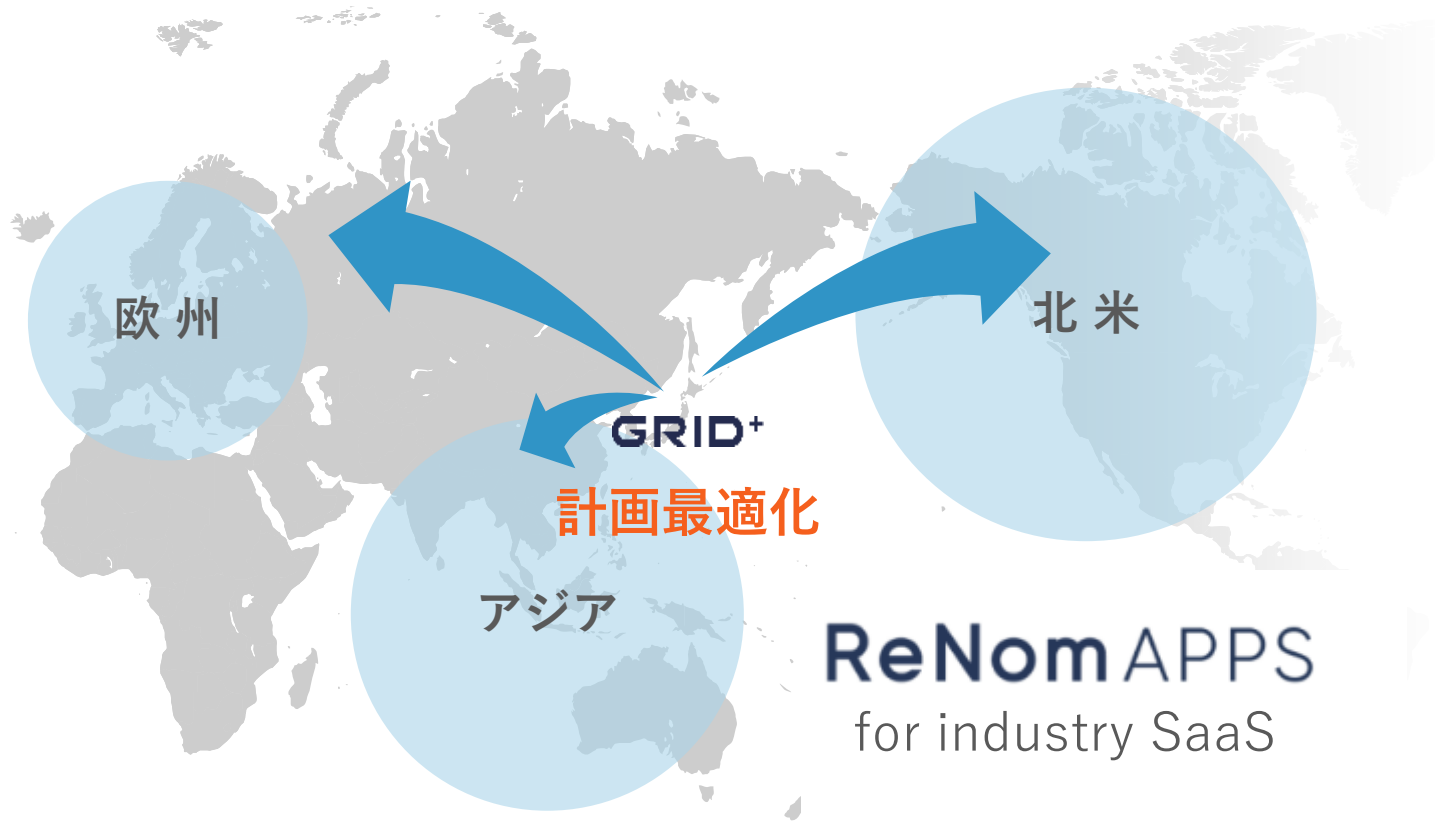 欧州
北米
GRID+
計画最適化
アジア
ReNom APPS
for industry SaaS